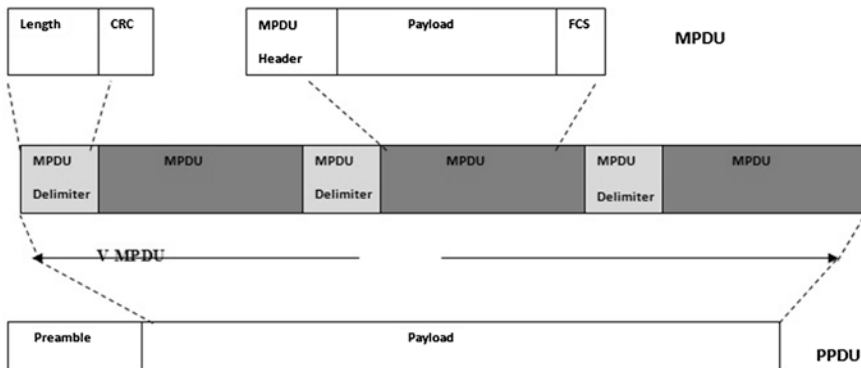 Length CRC MPDU Payload FCS MPDU
Header
MPDU MPDU MPDU MPDU MPDU MPDU
Delimiter Delimiter Delimiter
V MPDU
Preamble Payload
PPDU